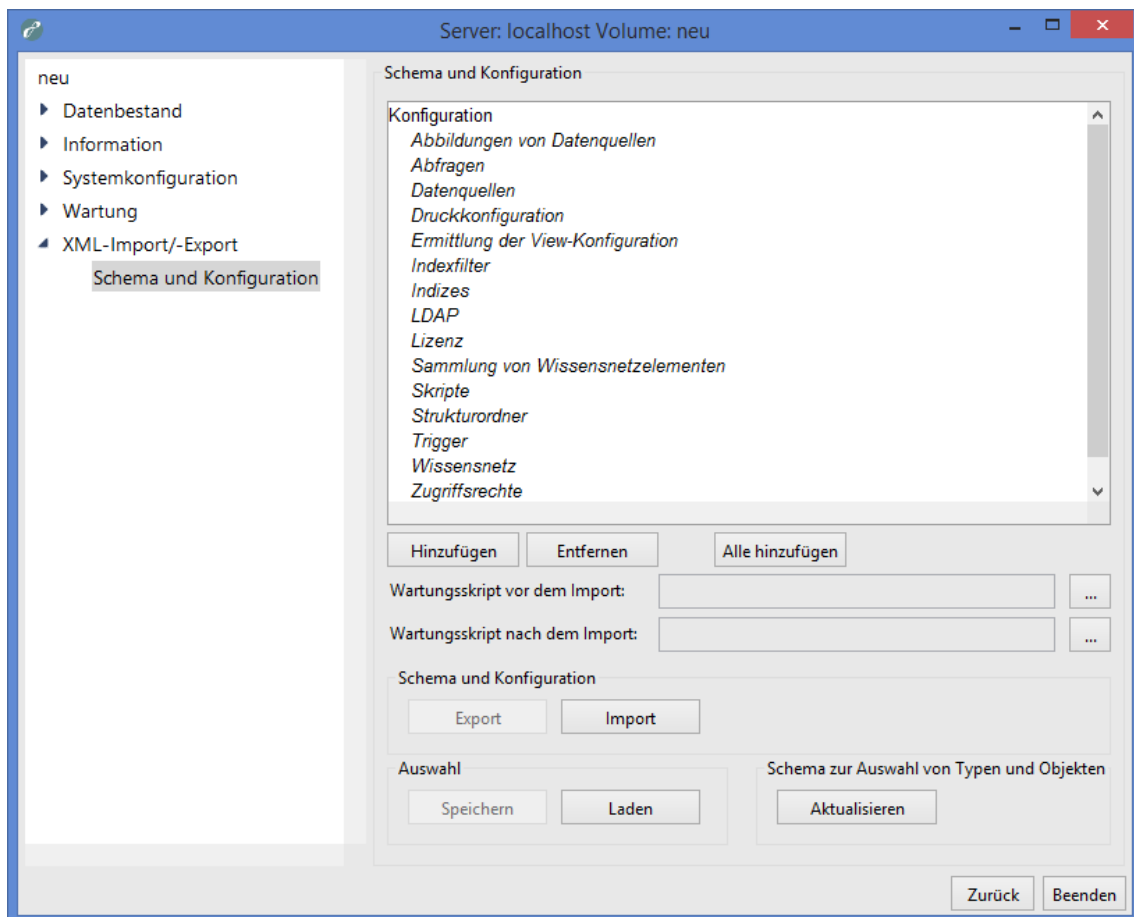 Server: localhost Volume: neu
neu
Datenbestand
Information
Systemkonfiguration
Wartung
XML-Import/-Export
Schema und Konfiguration
Schema und Konfiguration
Konfiguration
Abbildungen von Datenquellen
Abfragen
Datenquellen
Druckkonfiguration
Ermittlung der View-Konfiguration
Indexfilter
Indizes
LDAP
Lizenz
Sammlung von Wissensnetzelementen
Skripte
Strukturordner
Trigger
Wissensnetz
Zugriffsrechte
Hinzufügen Entfernen Alle hinzufügen
Wartungsskript vor dem Import: ...
Wartungsskript nach dem Import: ...
Schema und Konfiguration
Export Import
Auswahl Schema zur Auswahl von Typen und Objekten
Speichern Laden Aktualisieren
Zurück Beenden